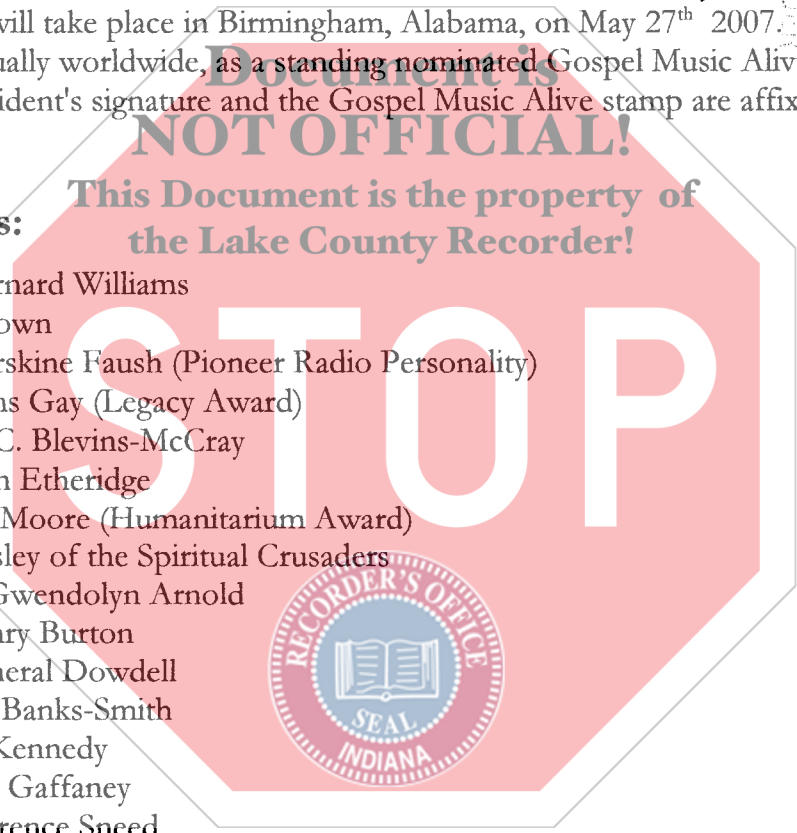 will take place in Birmingham, Alabama, on May 27th 2007.
ually worldwide, as a standing nominated Gospel Music Aliv
Document is
ident's signature and the Gospel Music Alive stamp are affix
NOT OFFICIAL!
This Document is the property of
the Lake County Recorder!
s:
rnard Williams
own
rskine Faush (Pioneer Radio Personality)
ns Gay (Legacy Award)
C. Blevins-McCray
n Etheridge
Moore (Humanitarium Award)
sley of the Spiritual Crusaders
Gwendolyn Arnold
ary Burton
neral Dowdell
Banks-Smith
Kennedy
Gaffaney
rence Sneed
STOP
RECORDER'S OFFICE
SEAL
INDIANA